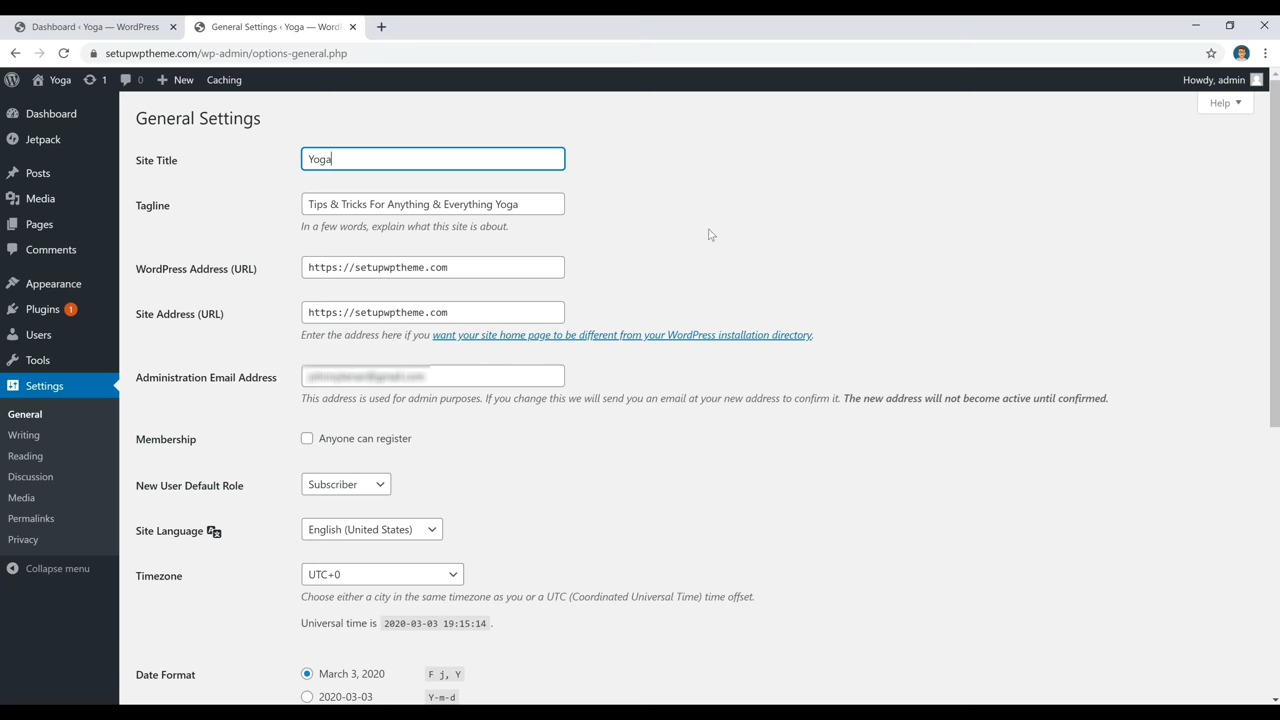 Dashboard ‹ Yoga — WordPress
General Settings ‹ Yoga — Word
setupwptheme.com/wp-admin/options-general.php
Yoga 1 0 New Caching Howdy, admin
Help
Dashboard
Jetpack
Posts
Media
Pages
Comments
Appearance
Plugins 1
Users
Tools
Settings
General
Writing
Reading
Discussion
Media
Permalinks
Privacy
Collapse menu
General Settings
Site Title Yoga
Tagline Tips & Tricks For Anything & Everything Yoga
In a few words, explain what this site is about.
WordPress Address (URL) https://setupwptheme.com
Site Address (URL) https://setupwptheme.com
Enter the address here if you want your site home page to be different from your WordPress installation directory.
Administration Email Address
This address is used for admin purposes. If you change this we will send you an email at your new address to confirm it. The new address will not become active until confirmed.
Membership Anyone can register
New User Default Role Subscriber
Site Language English (United States)
Timezone UTC+0
Choose either a city in the same timezone as you or a UTC (Coordinated Universal Time) time offset.
Universal time is 2020-03-03 19:15:14 .
Date Format March 3, 2020 F j, Y
2020-03-03 Y-m-d